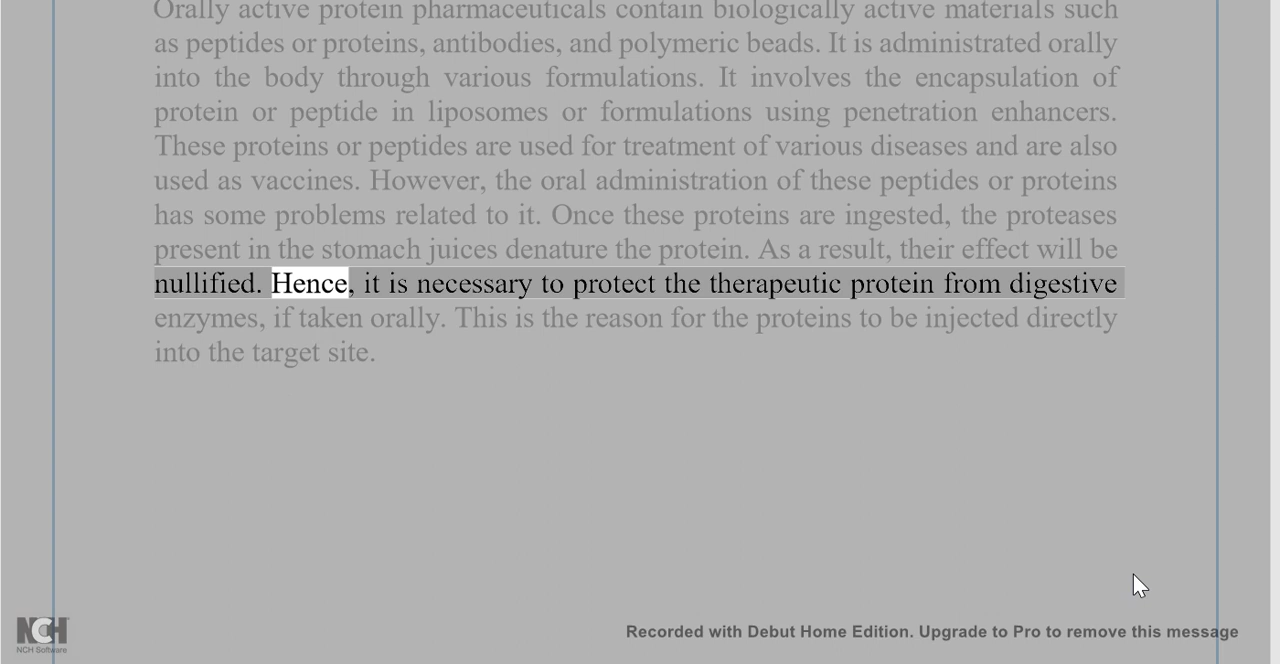 Orally active protein pharmaceuticals contain biologically active materials such
as peptides or proteins, antibodies, and polymeric beads. It is administrated orally
into the body through various formulations. It involves the encapsulation of
protein or peptide in liposomes or formulations using penetration enhancers.
These proteins or peptides are used for treatment of various diseases and are also
used as vaccines. However, the oral administration of these peptides or proteins
has some problems related to it. Once these proteins are ingested, the proteases
present in the stomach juices denature the protein. As a result, their effect will be
nullified. Hence, it is necessary to protect the therapeutic protein from digestive
enzymes, if taken orally. This is the reason for the proteins to be injected directly
into the target site.
NCH
NCH Software
Recorded with Debut Home Edition. Upgrade to Pro to remove this message